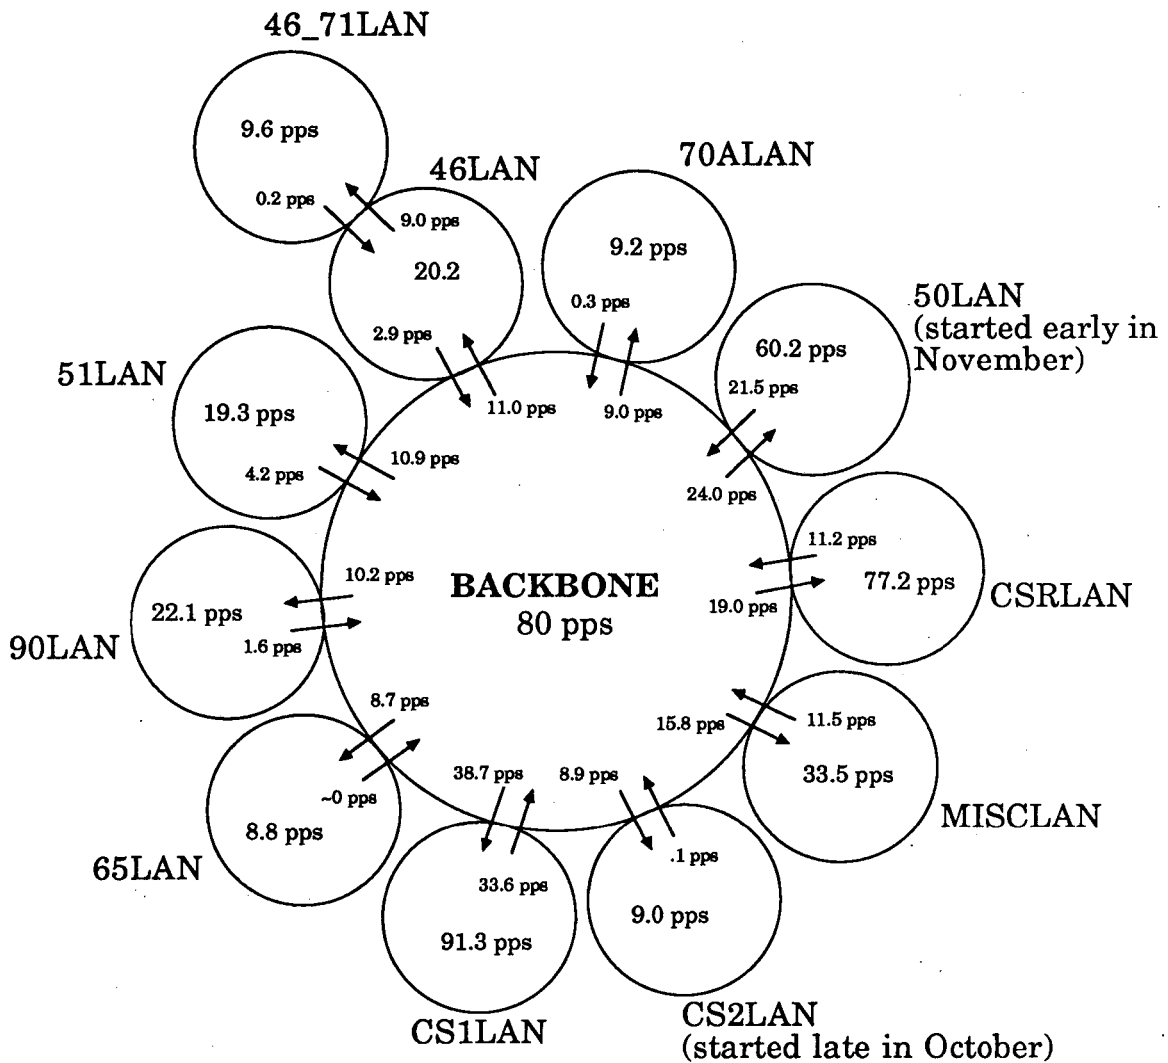 46_71LAN
9.6 pps
0.2 pps
9.0 pps
46LAN
20.2
2.9 pps
11.0 pps
70ALAN
9.2 pps
0.3 pps
9.0 pps
50LAN
(started early in
November)
60.2 pps
21.5 pps
24.0 pps
51LAN
19.3 pps
4.2 pps
10.9 pps
11.2 pps
77.2 pps
19.0 pps
CSRLAN
BACKBONE
80 pps
10.2 pps
22.1 pps
1.6 pps
90LAN
8.7 pps
~0 pps
8.8 pps
65LAN
15.8 pps
11.5 pps
33.5 pps
MISCLAN
38.7 pps
33.6 pps
91.3 pps
CS1LAN
8.9 pps
.1 pps
9.0 pps
CS2LAN
(started late in October)